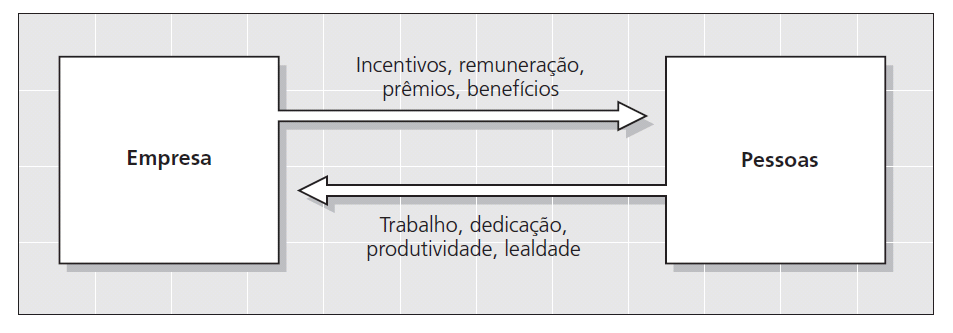 Incentivos, remuneração,
prêmios, benefícios
Empresa
Pessoas
Trabalho, dedicação,
produtividade, lealdade